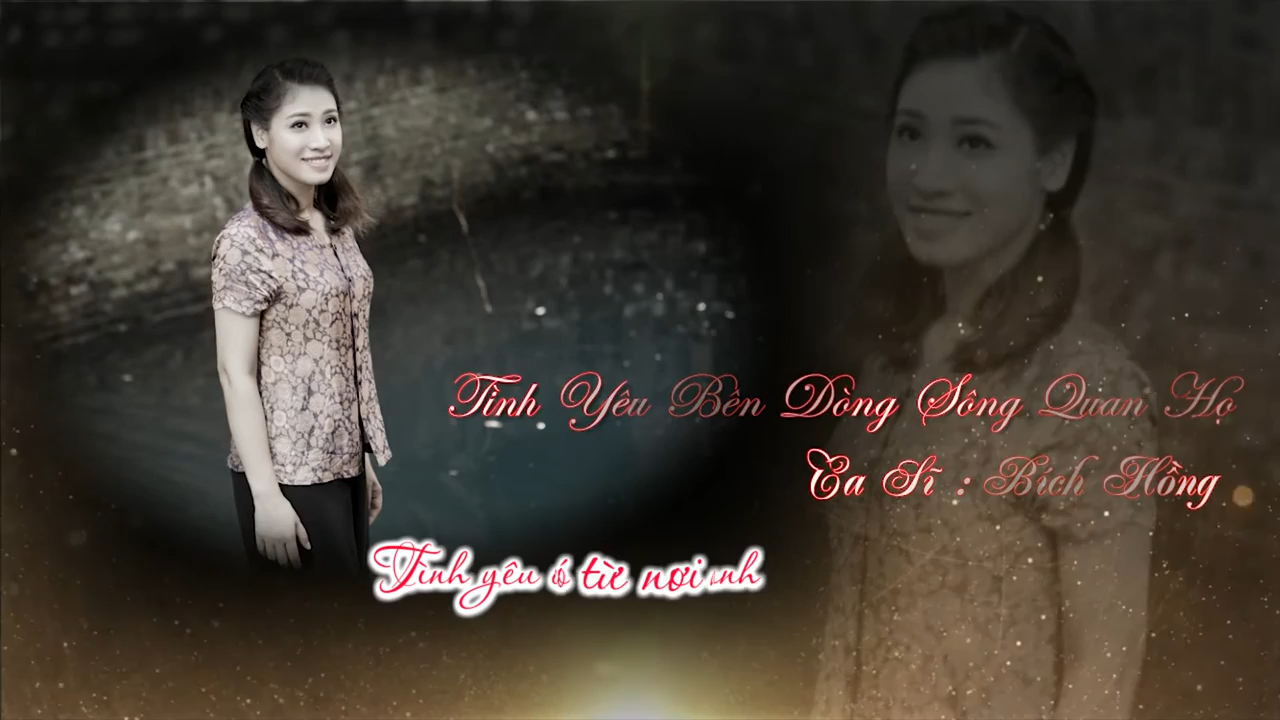 Tình Yêu Bên Dòng Sông Quan Họ
Ca Sĩ : Bích Hồng
Tình yêu từ nơi